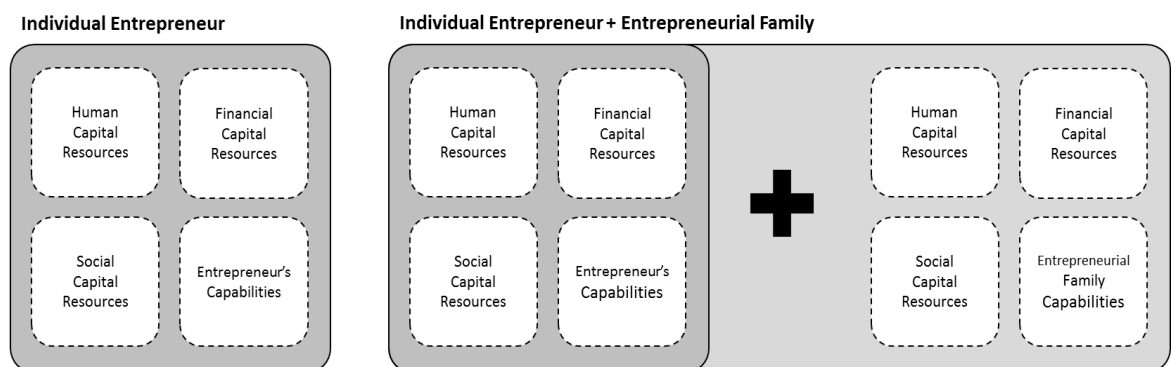 Individual Entrepreneur
Human
Capital
Resources
Financial
Capital
Resources
Social
Capital
Resources
Entrepreneur's
Capabilities
Individual Entrepreneur + Entrepreneurial Family
Human
Capital
Resources
Financial
Capital
Resources
Social
Capital
Resources
Entrepreneur's
Capabilities
Human
Capital
Resources
Financial
Capital
Resources
Social
Capital
Resources
Entrepreneurial
Family
Capabilities